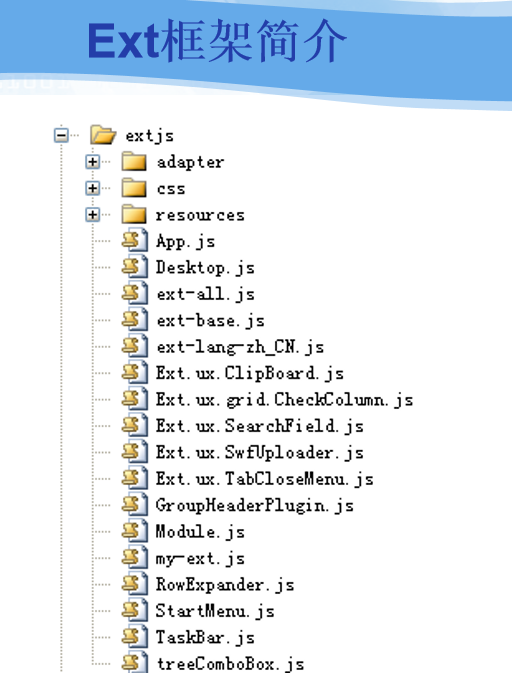 Ext框架简介
extjs
adapter
css
resources
App.js
Desktop.js
ext-all.js
ext-base.js
ext-lang-zh_CN.js
Ext.ux.ClipBoard.js
Ext.ux.grid.CheckColumn.js
Ext.ux.SearchField.js
Ext.ux.SwfUploader.js
Ext.ux.TabCloseMenu.js
GroupHeaderPlugin.js
Module.js
my-ext.js
RowExpander.js
StartMenu.js
TaskBar.js
treeComboBox.js